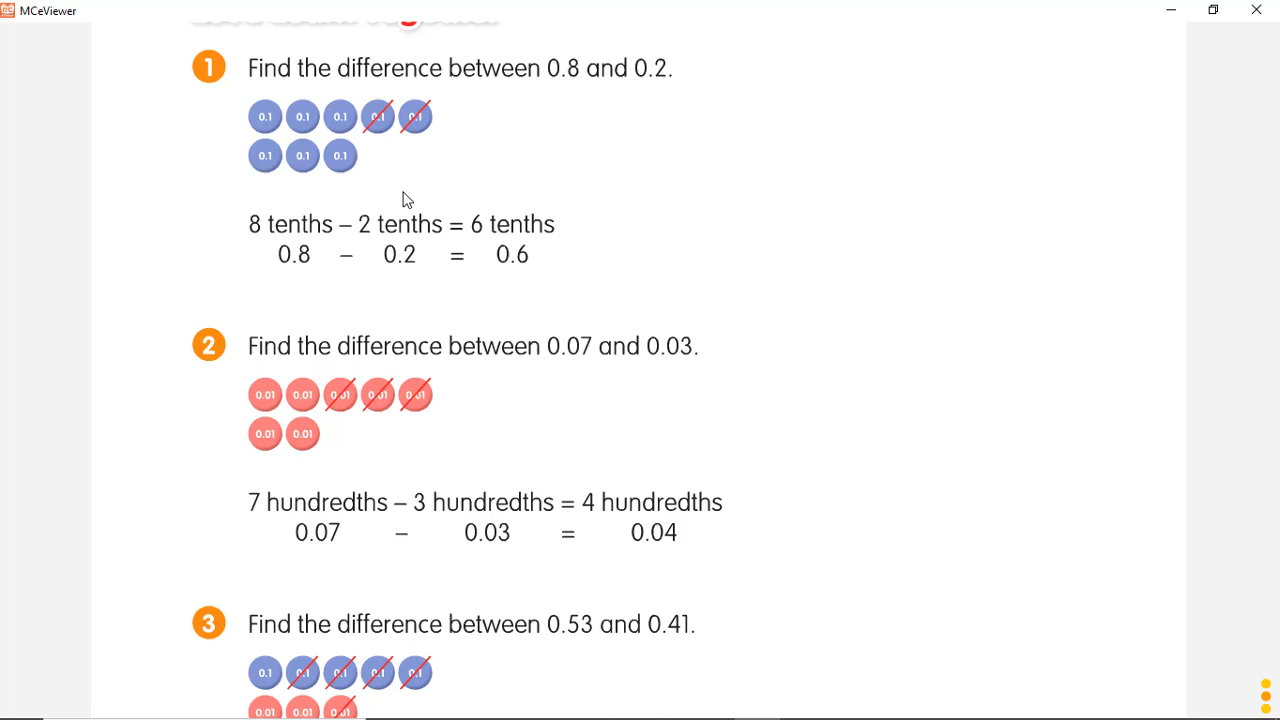 MCeViewer
1 Find the difference between 0.8 and 0.2.
0.1 0.1 0.1 0.1 0.1
0.1 0.1 0.1
8 tenths – 2 tenths = 6 tenths
0.8 – 0.2 = 0.6
2 Find the difference between 0.07 and 0.03.
0.01 0.01 0.01 0.01 0.01
0.01 0.01
7 hundredths – 3 hundredths = 4 hundredths
0.07 – 0.03 = 0.04
3 Find the difference between 0.53 and 0.41.
0.1 0.1 0.1 0.1 0.1
0.01 0.01 0.01